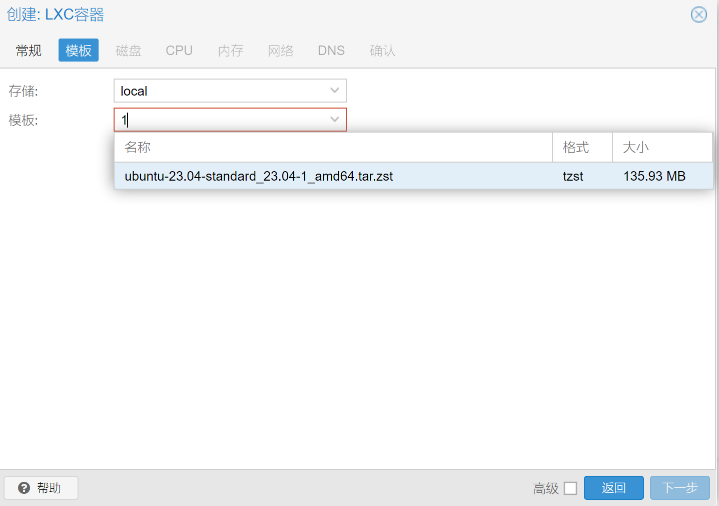 创建: LXC容器
常规 模板 磁盘 CPU 内存 网络 DNS 确认
存储: local
模板: 1
名称 格式 大小
ubuntu-23.04-standard_23.04-1_amd64.tar.zst tzst 135.93 MB
帮助 高级 返回 下一步